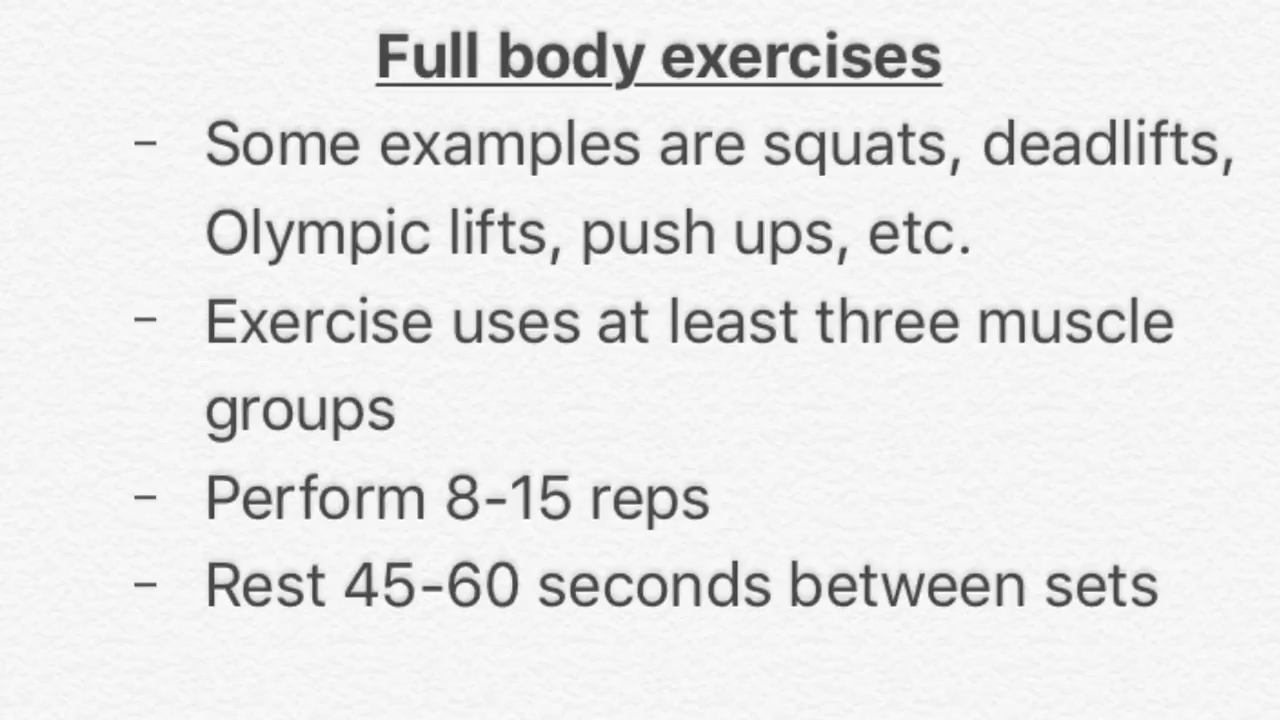 Full body exercises
- Some examples are squats, deadlifts,
Olympic lifts, push ups, etc.
- Exercise uses at least three muscle
groups
- Perform 8-15 reps
- Rest 45-60 seconds between sets